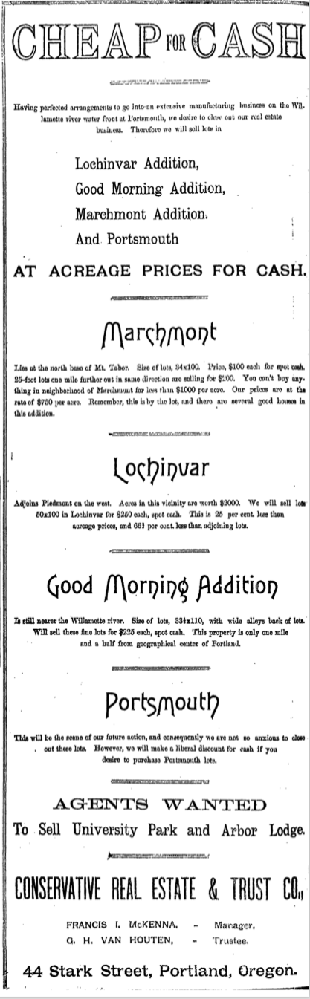 CHEAP FOR CASH
Having perfected arrangements to go into an extensive manufacturing business on the Wil-
lamette river water front at Portsmouth, we desire to close out our real estate
business. Therefore we will sell lots in
Lochinvar Addition,
Good Morning Addition,
Marchmont Addition.
And Portsmouth
AT ACREAGE PRICES FOR CASH.
Marchmont
Lies at the north base of Mt. Tabor. Size of lots, 34x100. Price, $100 each for spot cash.
25-foot lots one mile further out in same direction are selling for $200. You can't buy any-
thing in neighborhood of Marchmont for less than $1000 per acre. Our prices are at the
rate of $750 per acre. Remember, this is by the lot, and there are several good houses in
this addition.
Lochinvar
Adjoins Piedmont on the west. Acres in this vicinity are worth $2000. We will sell lots
50x100 in Lochinvar for $250 each, spot cash. This is 25 per cent. less than
acreage prices, and 66⅔ per cent. less than adjoining lots.
Good Morning Addition
Is still nearer the Willamette river. Size of lots, 33⅓x110, with wide alleys back of lots.
Will sell these fine lots for $225 each, spot cash. This property is only one mile
and a half from geographical center of Portland.
Portsmouth
This will be the scene of our future action, and consequently we are not so anxious to close
out these lots. However, we will make a liberal discount for cash if you
desire to purchase Portsmouth lots.
AGENTS WANTED
To Sell University Park and Arbor Lodge.
CONSERVATIVE REAL ESTATE & TRUST CO.,
FRANCIS I. McKENNA, - Manager.
G. H. VAN HOUTEN, - Trustee.
44 Stark Street, Portland, Oregon.